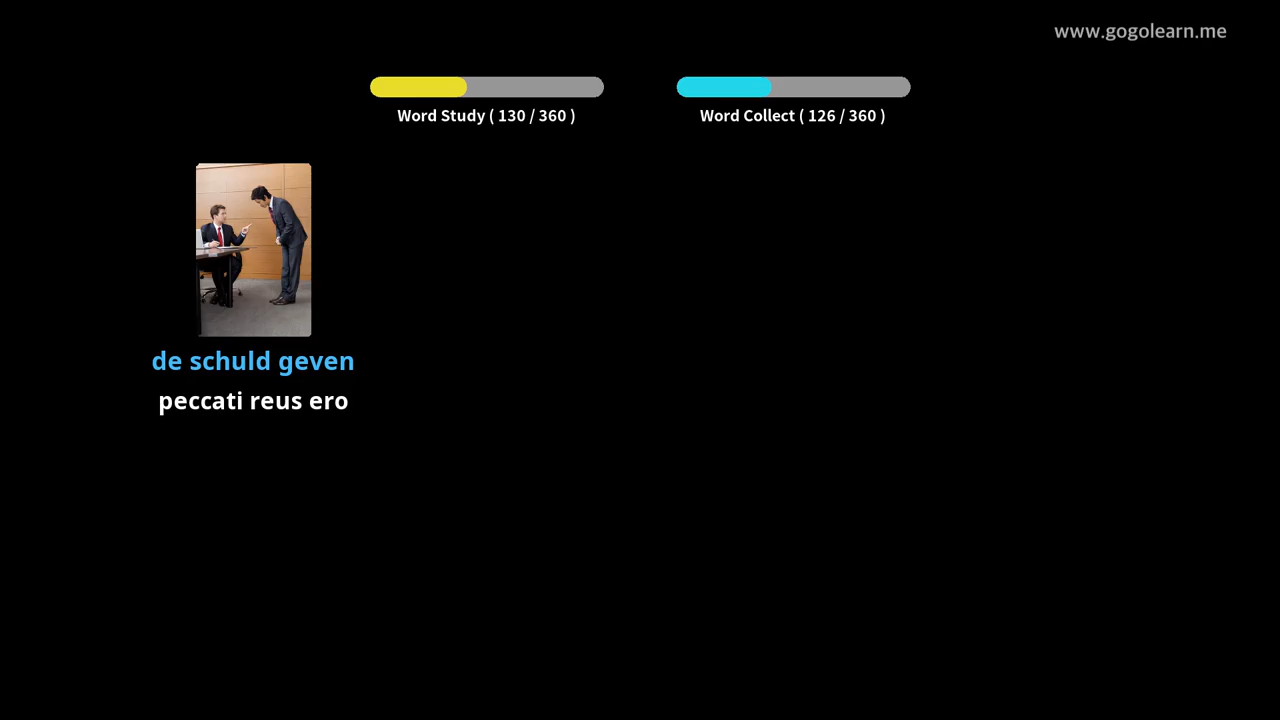 www.gogolearn.me
Word Study ( 130 / 360 )
Word Collect ( 126 / 360 )
de schuld geven
peccati reus ero